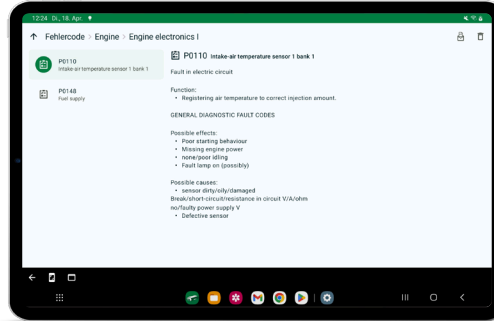 12:24 Di., 18. Apr.
Fehlercode > Engine > Engine electronics I
P0110
Intake-air temperature sensor 1 bank 1
P0148
Fuel supply
P0110 Intake-air temperature sensor 1 bank 1
Fault in electric circuit
Function:
• Registering air temperature to correct injection amount.
GENERAL DIAGNOSTIC FAULT CODES
Possible effects:
• Poor starting behaviour
• Missing engine power
• none/poor idling
• Fault lamp on (possibly)
Possible causes:
• sensor dirty/oily/damaged
Break/short-circuit/resistance in circuit V/A/ohm
no/faulty power supply V
• Defective sensor